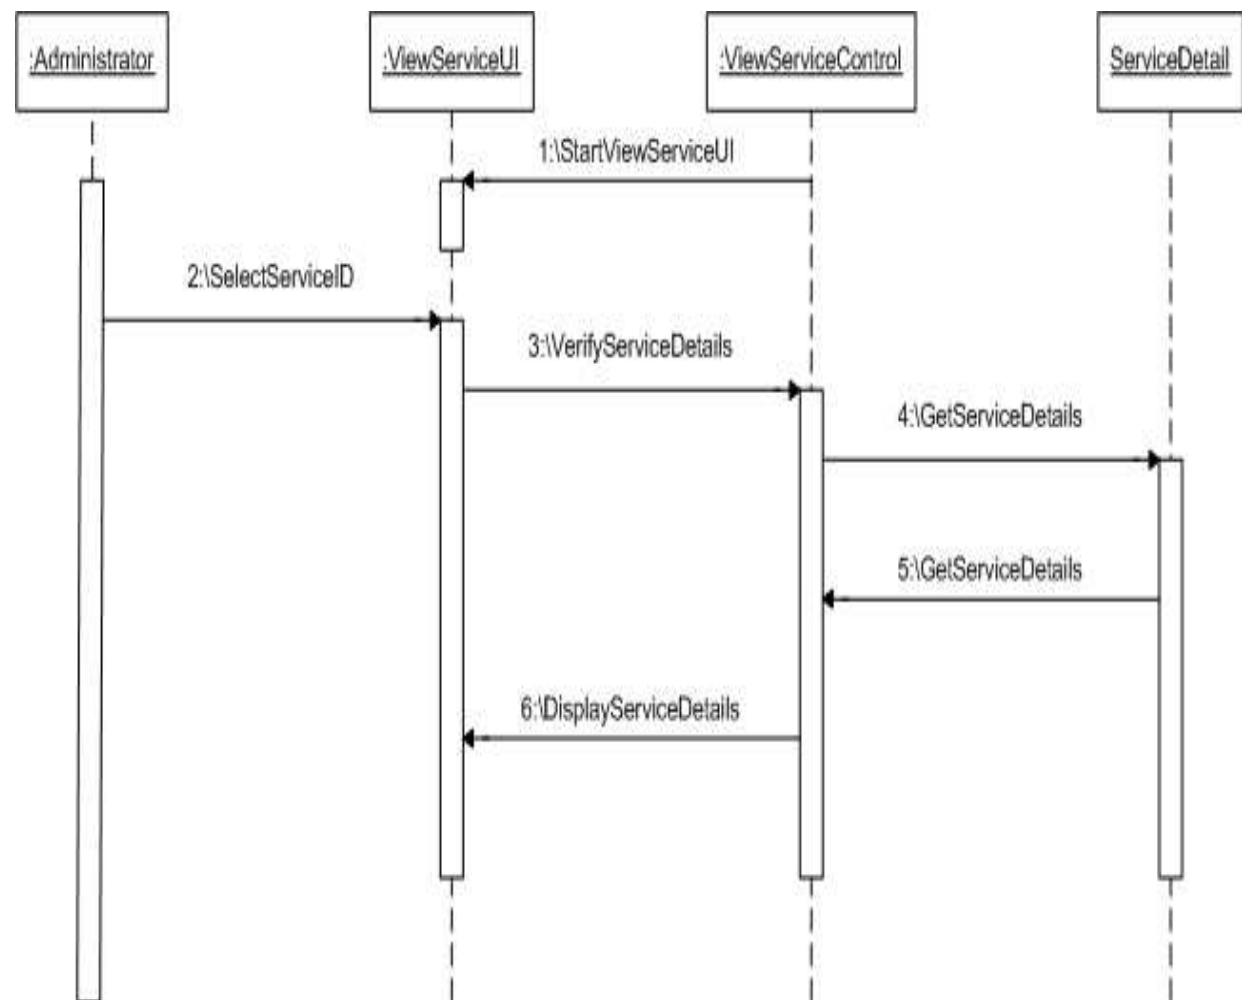 :Administrator
:ViewServiceUI
:ViewServiceControl
ServiceDetail
1:\StartViewServiceUI
2:\SelectServiceID
3:\VerifyServiceDetails
4:\GetServiceDetails
5:\GetServiceDetails
6:\DisplayServiceDetails